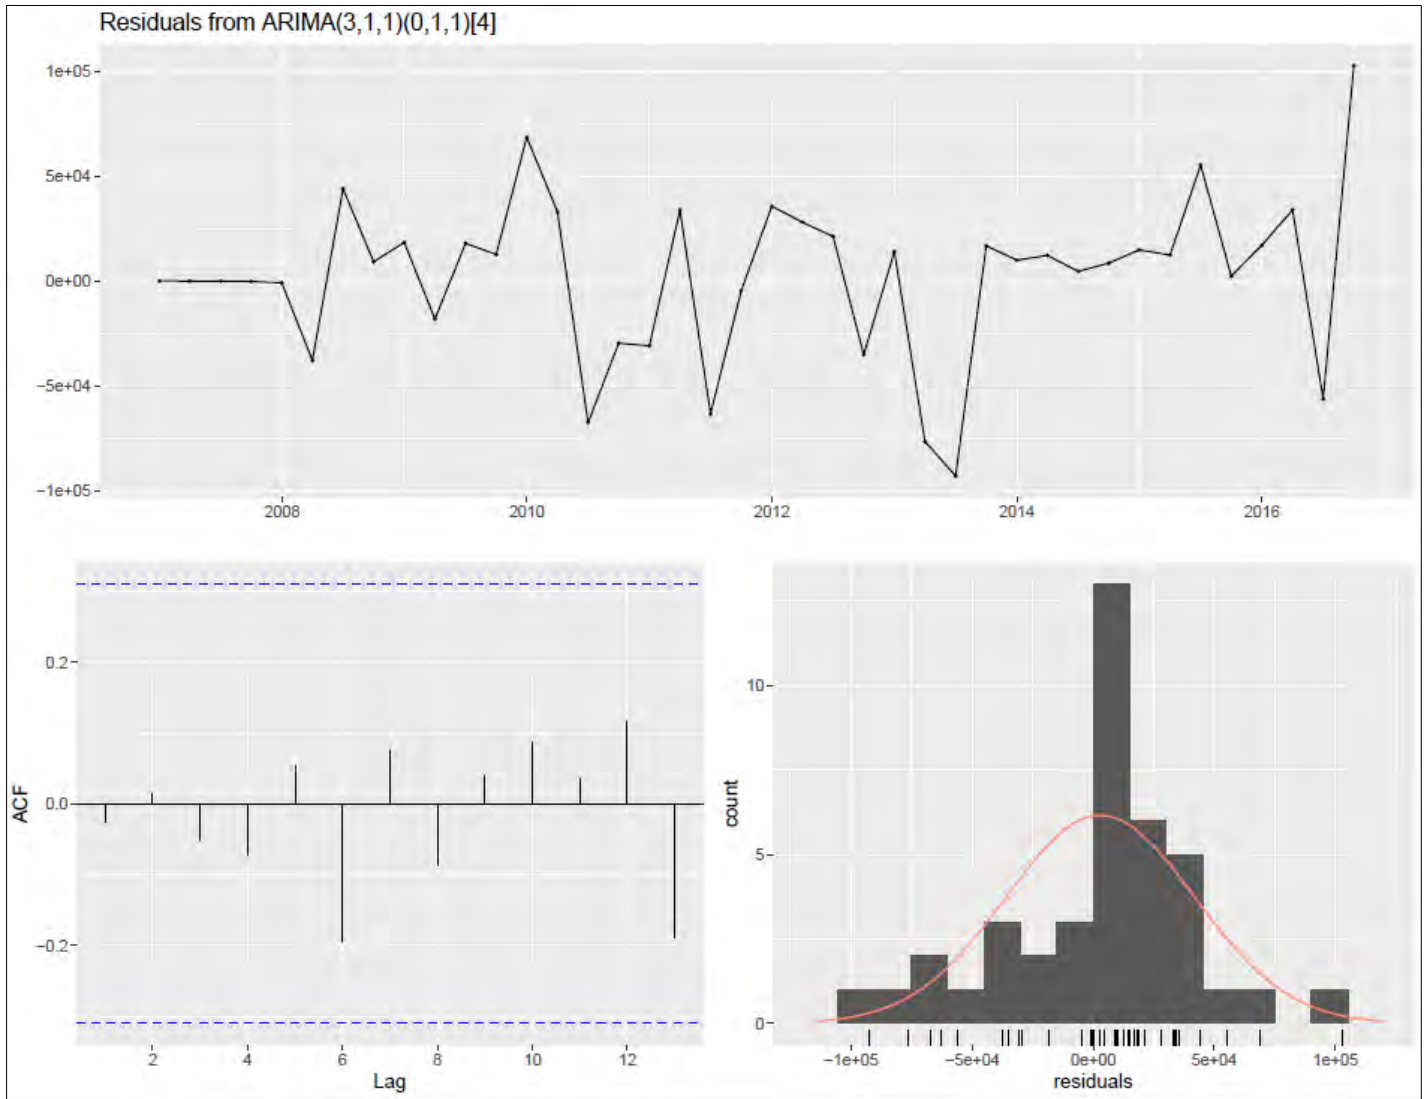 Residuals from ARIMA(3,1,1)(0,1,1)[4]
1e+05
5e+04
0e+00
−5e+04
−1e+05
2008 2010 2012 2014 2016
ACF
0.2
0.0
−0.2
2 4 6 8 10 12
Lag
count
10
5
0
−1e+05 −5e+04 0e+00 5e+04 1e+05
residuals